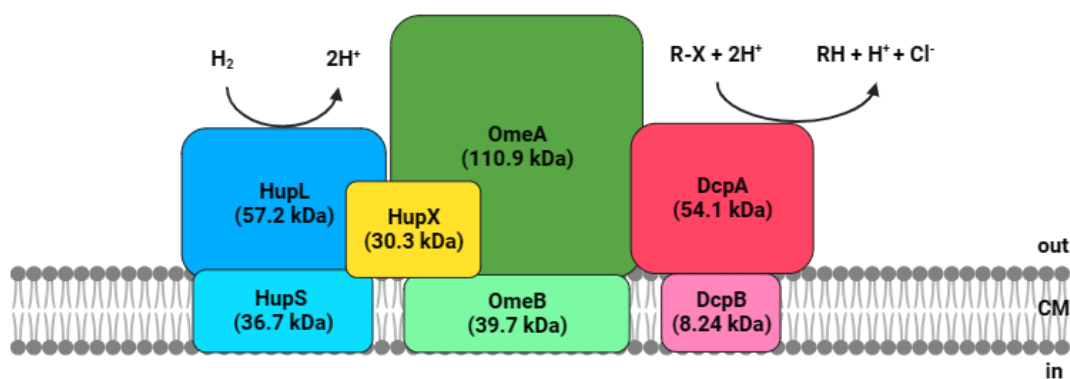 H₂
2H⁺
R-X + 2H⁺
RH + H⁺ + Cl⁻
OmeA
(110.9 kDa)
HupL
(57.2 kDa)
HupX
(30.3 kDa)
DcpA
(54.1 kDa)
out
HupS
(36.7 kDa)
OmeB
(39.7 kDa)
DcpB
(8.24 kDa)
CM
in